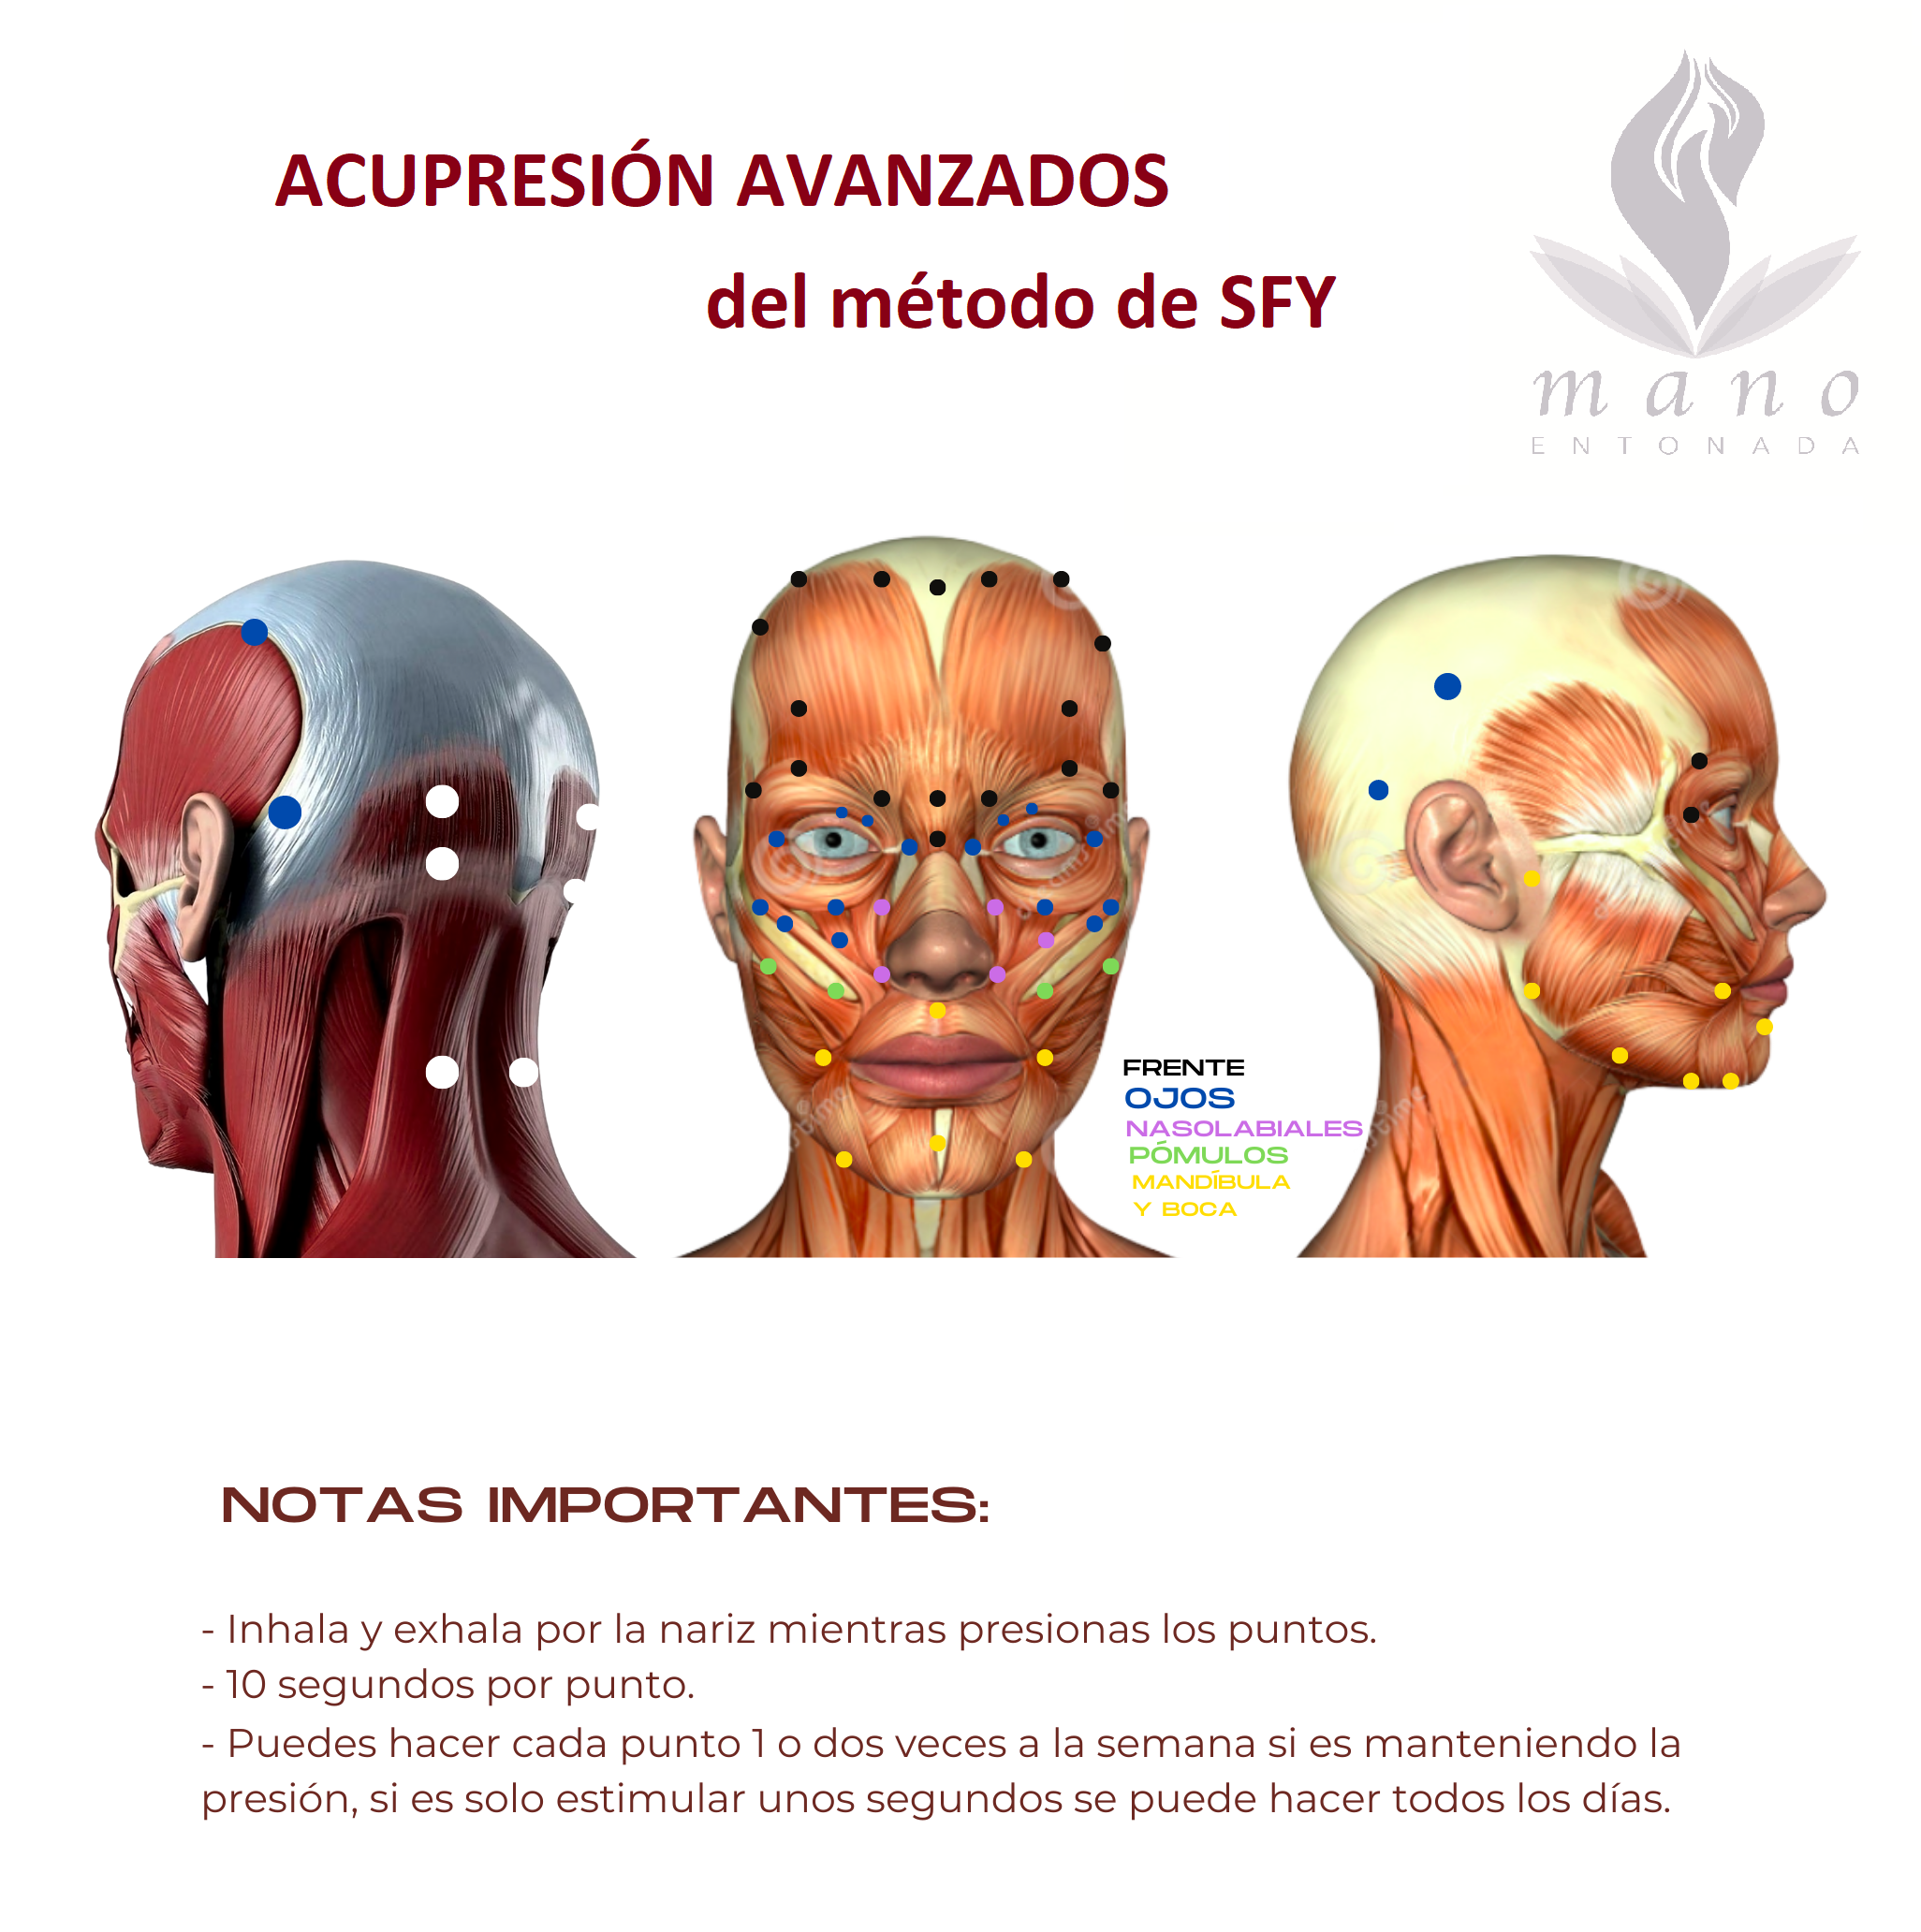 ACUPRESIÓN AVANZADOS
del método de SFY
mano
ENTONADA
FRENTE
OJOS
NASOLABIALES
PÓMULOS
MANDÍBULA
Y BOCA
NOTAS IMPORTANTES:
- Inhala y exhala por la nariz mientras presionas los puntos.
- 10 segundos por punto.
- Puedes hacer cada punto 1 o dos veces a la semana si es manteniendo la
presión, si es solo estimular unos segundos se puede hacer todos los días.